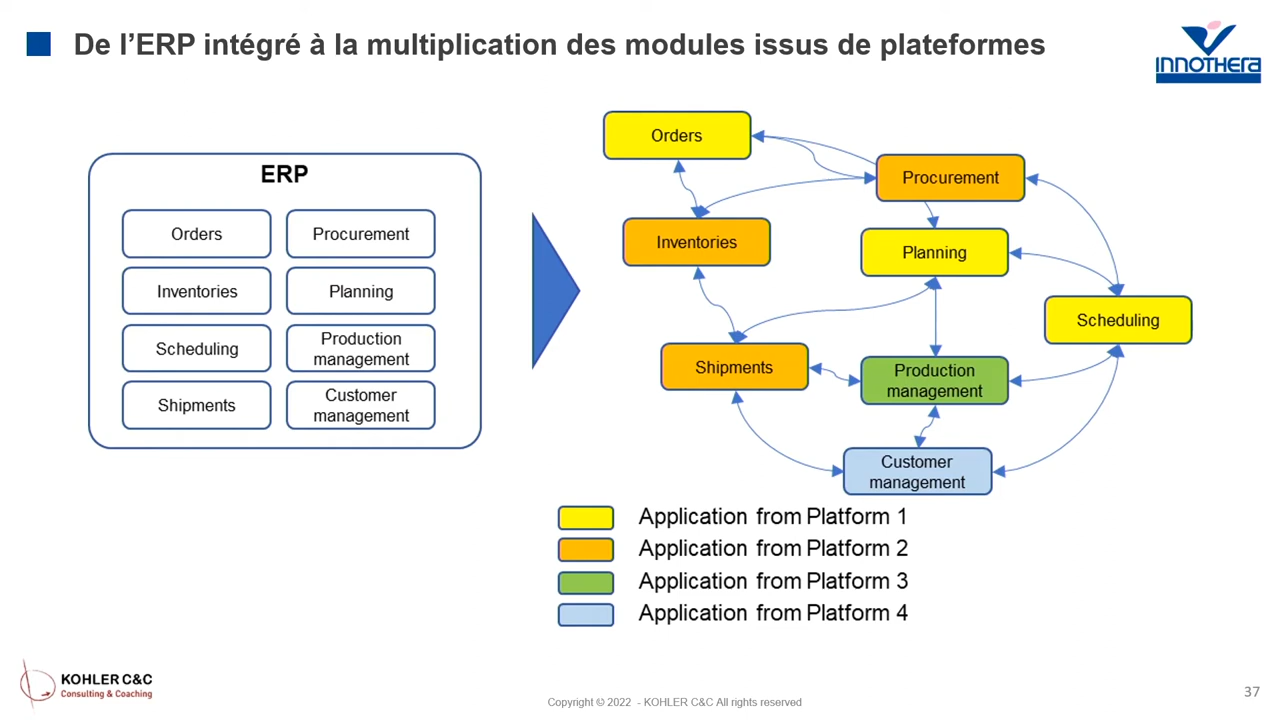 De l’ERP intégré à la multiplication des modules issus de plateformes
INNOTHERA
ERP
Orders
Procurement
Inventories
Planning
Scheduling
Production
management
Shipments
Customer
management
Orders
Procurement
Inventories
Planning
Scheduling
Shipments
Production
management
Customer
management
Application from Platform 1
Application from Platform 2
Application from Platform 3
Application from Platform 4
KOHLER C&C
Consulting & Coaching
Copyright © 2022 - KOHLER C&C All rights reserved
37